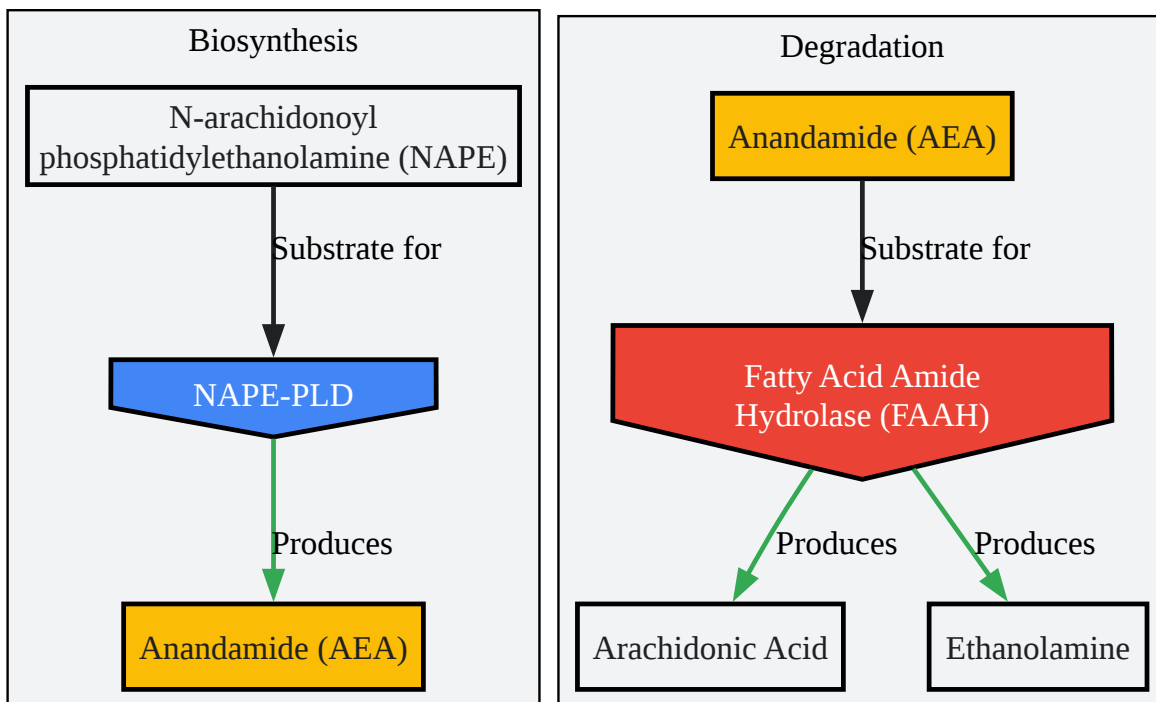 Biosynthesis
N-arachidonoyl
phosphatidylethanolamine (NAPE)
Substrate for
NAPE-PLD
Produces
Anandamide (AEA)
Degradation
Anandamide (AEA)
Substrate for
Fatty Acid Amide
Hydrolase (FAAH)
Produces
Produces
Arachidonic Acid
Ethanolamine